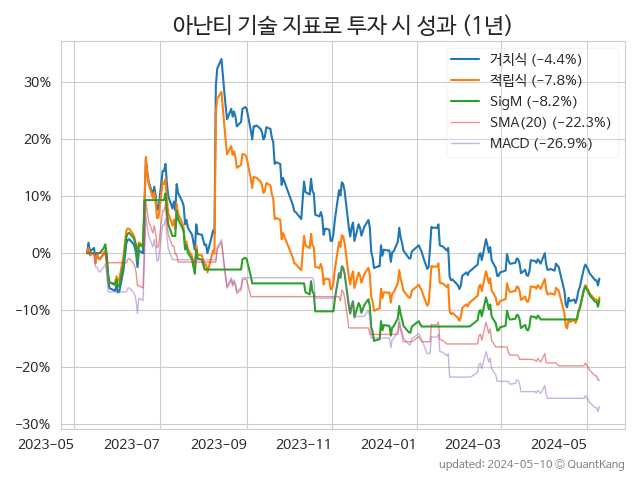 아난티 기술 지표로 투자 시 성과 (1년)
거치식 (−4.4%)
적립식 (−7.8%)
SigM (−8.2%)
SMA(20) (−22.3%)
MACD (−26.9%)
30%
20%
10%
0%
−10%
−20%
−30%
2023-05
2023-07
2023-09
2023-11
2024-01
2024-03
2024-05
updated: 2024-05-10 © QuantKang